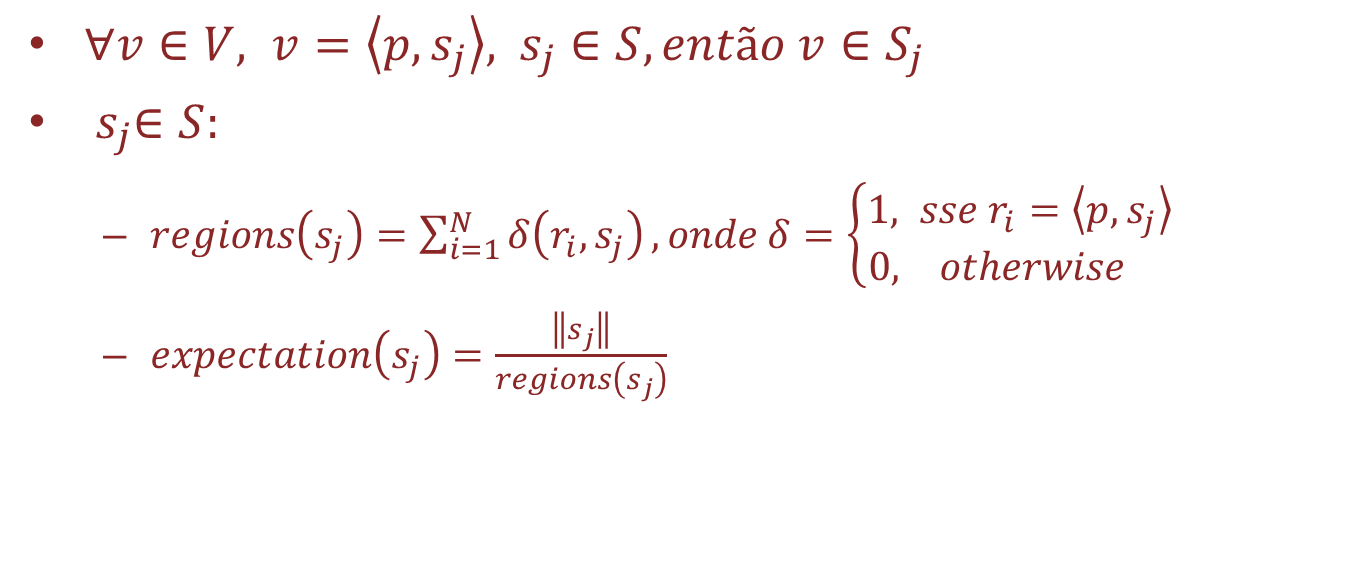 • ∀v ∈ V, v = ⟨p, s_j⟩, s_j ∈ S, então v ∈ S_j
• s_j ∈ S:
– regions(s_j) = ∑_{i=1}^{N} δ(r_i, s_j), onde δ = {1, sse r_i = ⟨p, s_j⟩
0, otherwise
– expectation(s_j) = ‖s_j‖ / regions(s_j)